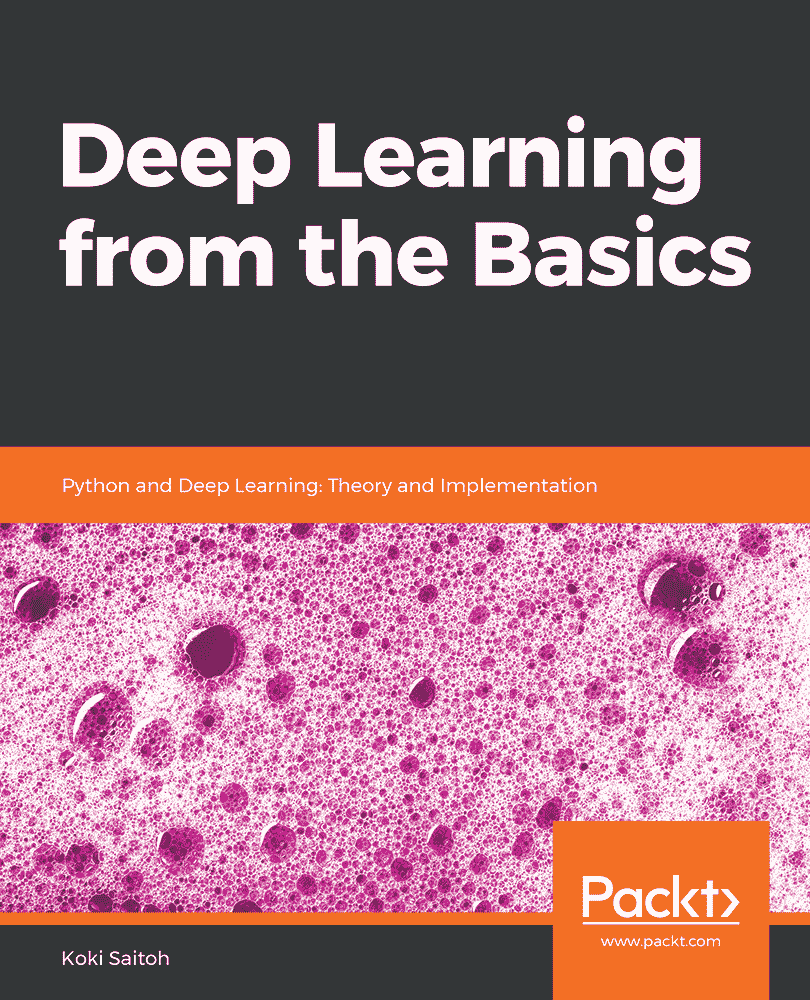 Deep Learning
from the Basics
Python and Deep Learning: Theory and Implementation
Packt>
www.packt.com
Koki Saitoh